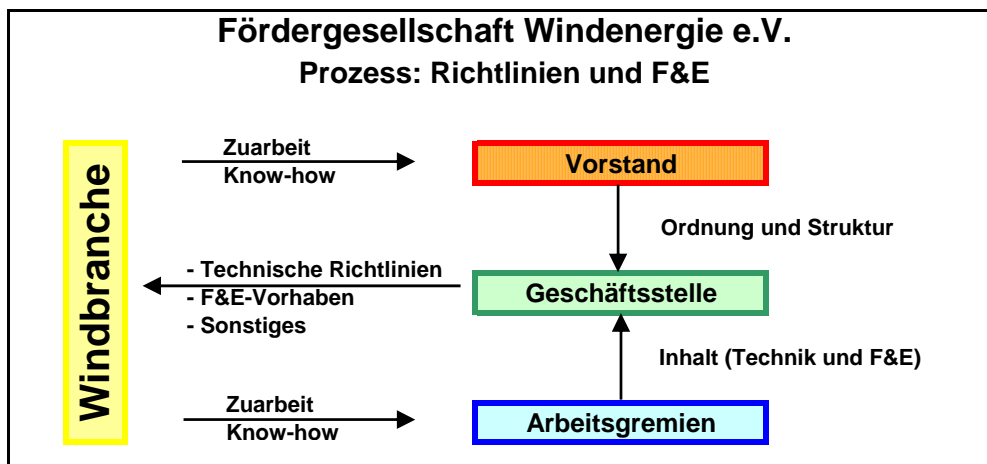 Fördergesellschaft Windenergie e.V.
Prozess: Richtlinien und F&E
Windbranche
Zuarbeit
Know-how
Vorstand
Ordnung und Struktur
- Technische Richtlinien
- F&E-Vorhaben
- Sonstiges
Geschäftsstelle
Inhalt (Technik und F&E)
Zuarbeit
Know-how
Arbeitsgremien